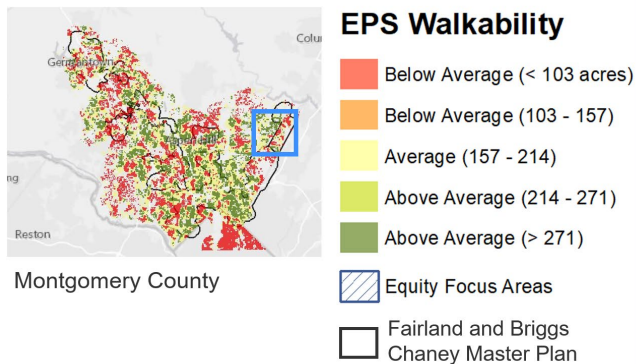 EPS Walkability
Colu
Germantown
Below Average (< 103 acres)
Below Average (103 - 157)
Average (157 - 214)
Above Average (214 - 271)
Above Average (> 271)
ng
Reston
Montgomery County
Equity Focus Areas
Fairland and Briggs
Chaney Master Plan